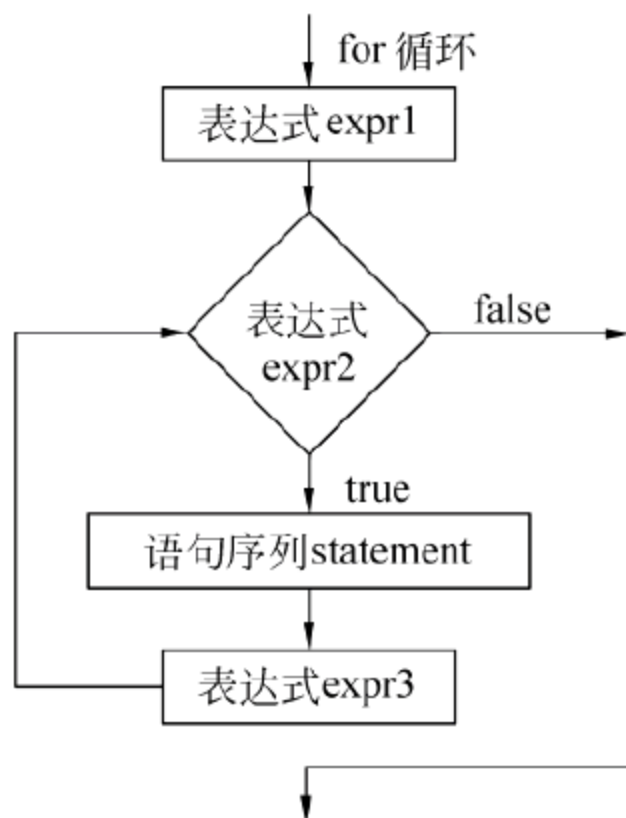 for 循环
表达式expr1
表达式
expr2
false
true
语句序列statement
表达式expr3